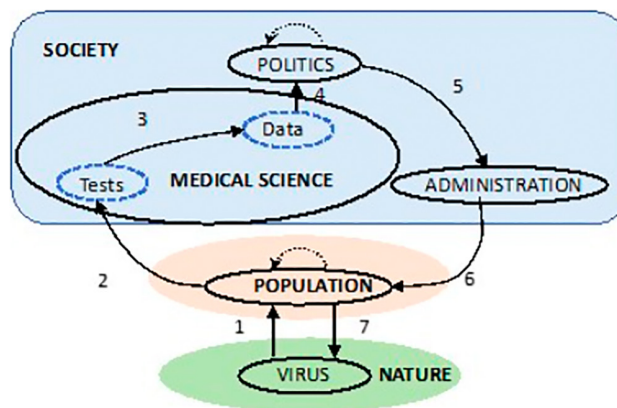 SOCIETY
POLITICS
4
5
3
Data
Tests
MEDICAL SCIENCE
ADMINISTRATION
2
6
POPULATION
1
7
VIRUS
NATURE